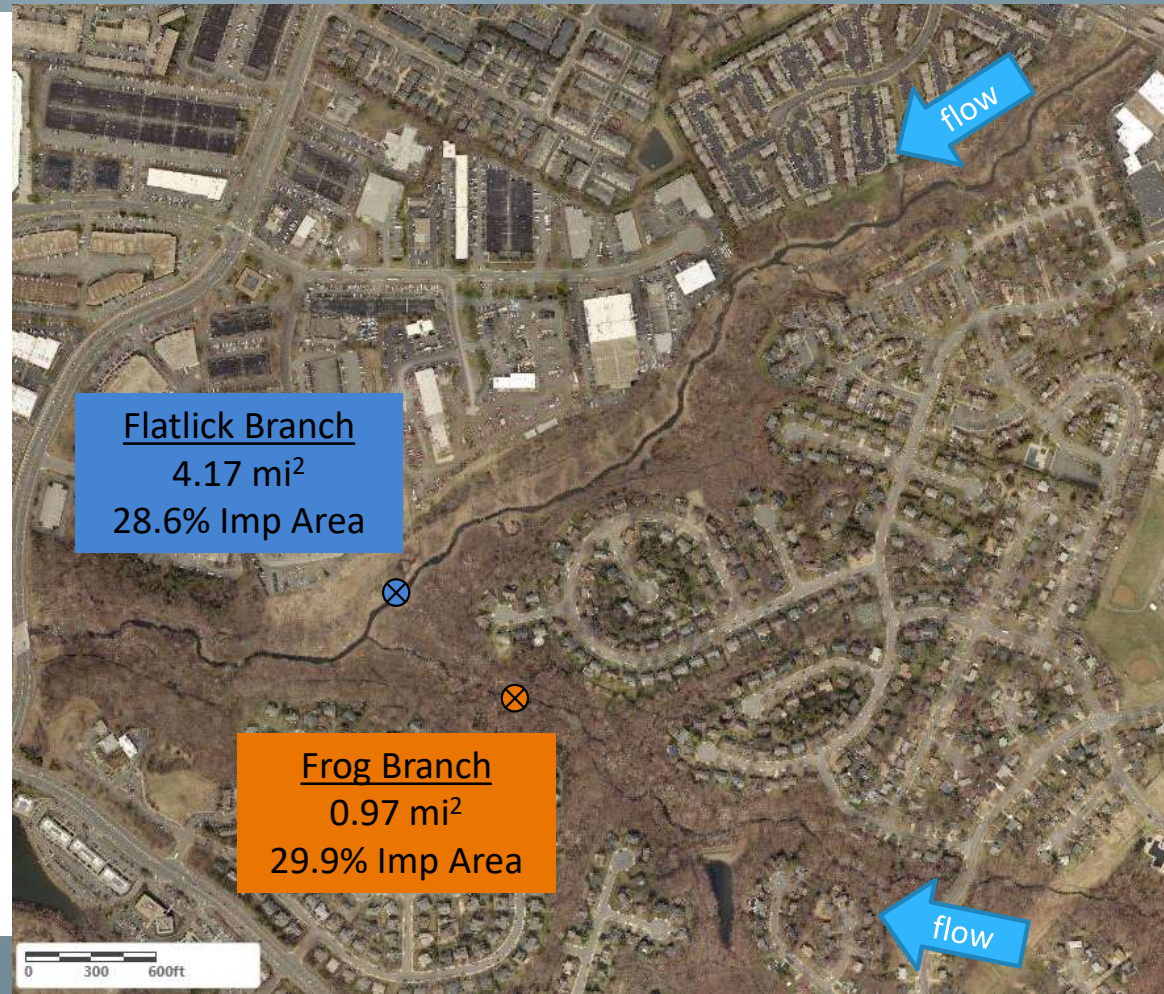 flow
Flatlick Branch
4.17 mi²
28.6% Imp Area
Frog Branch
0.97 mi²
29.9% Imp Area
flow
0 300 600ft